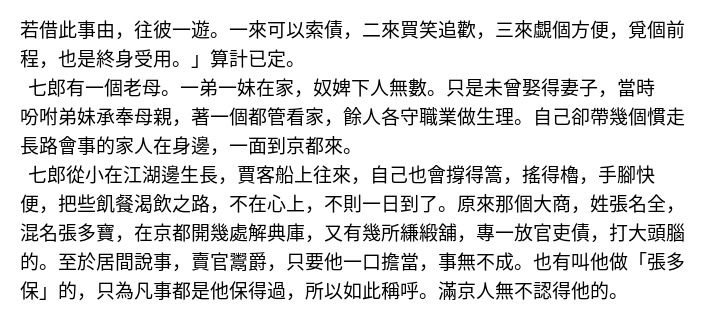 若借此事由，往彼一遊。一來可以索債，二來買笑追歡，三來覷個方便，覓個前
程，也是終身受用。」算計已定。
七郎有一個老母。一弟一妹在家，奴婢下人無數。只是未曾娶得妻子，當時
吩咐弟妹承奉母親，著一個都管看家，餘人各守職業做生理。自己卻帶幾個慣走
長路會事的家人在身邊，一面到京都來。
七郎從小在江湖邊生長，賈客船上往來，自己也會撐得篙，搖得櫓，手腳快
便，把些飢餐渴飲之路，不在心上，不則一日到了。原來那個大商，姓張名全，
混名張多寶，在京都開幾處解典庫，又有幾所縑緞舖，專一放官吏債，打大頭腦
的。至於居間說事，賣官鬻爵，只要他一口擔當，事無不成。也有叫他做「張多
保」的，只為凡事都是他保得過，所以如此稱呼。滿京人無不認得他的。